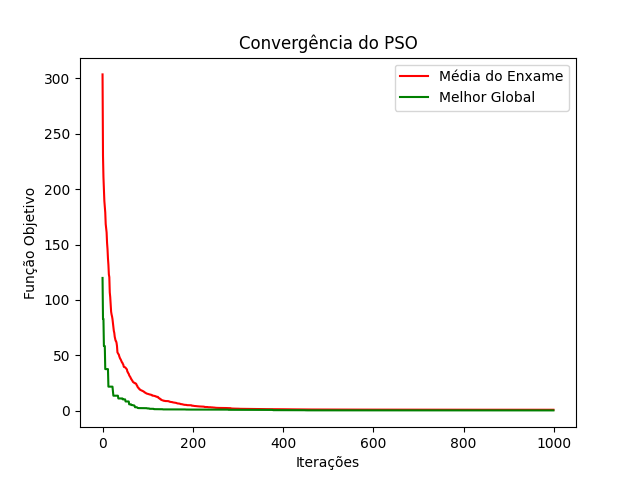 Convergência do PSO
Média do Enxame
Melhor Global
Função Objetivo
300
250
200
150
100
50
0
0 200 400 600 800 1000
Iterações